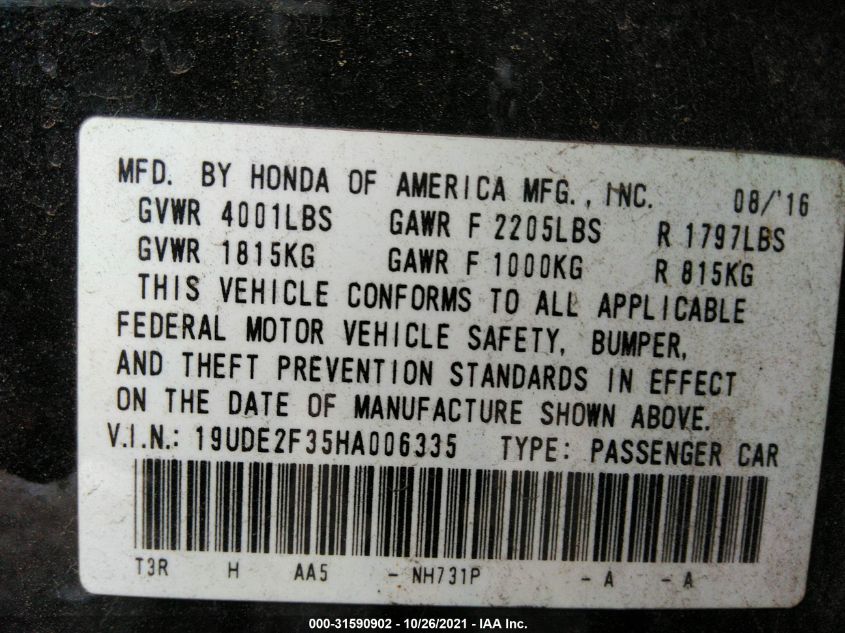 MFD. BY HONDA OF AMERICA MFG., INC. 08/'16
GVWR 4001LBS GAWR F 2205LBS R 1797LBS
GVWR 1815KG GAWR F 1000KG R 815KG
THIS VEHICLE CONFORMS TO ALL APPLICABLE
FEDERAL MOTOR VEHICLE SAFETY, BUMPER,
AND THEFT PREVENTION STANDARDS IN EFFECT
ON THE DATE OF MANUFACTURE SHOWN ABOVE.
V.I.N.: 19UDE2F35HA006335 TYPE: PASSENGER CAR
T3R H AA5 - NH731P - A - A
000-31590902 - 10/26/2021 - IAA Inc.